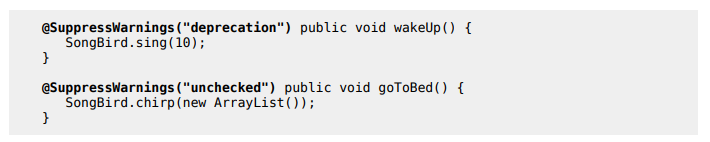 @SuppressWarnings("deprecation") public void wakeUp() {
   SongBird.sing(10);
}
@SuppressWarnings("unchecked") public void goToBed() {
   SongBird.chirp(new ArrayList());
}